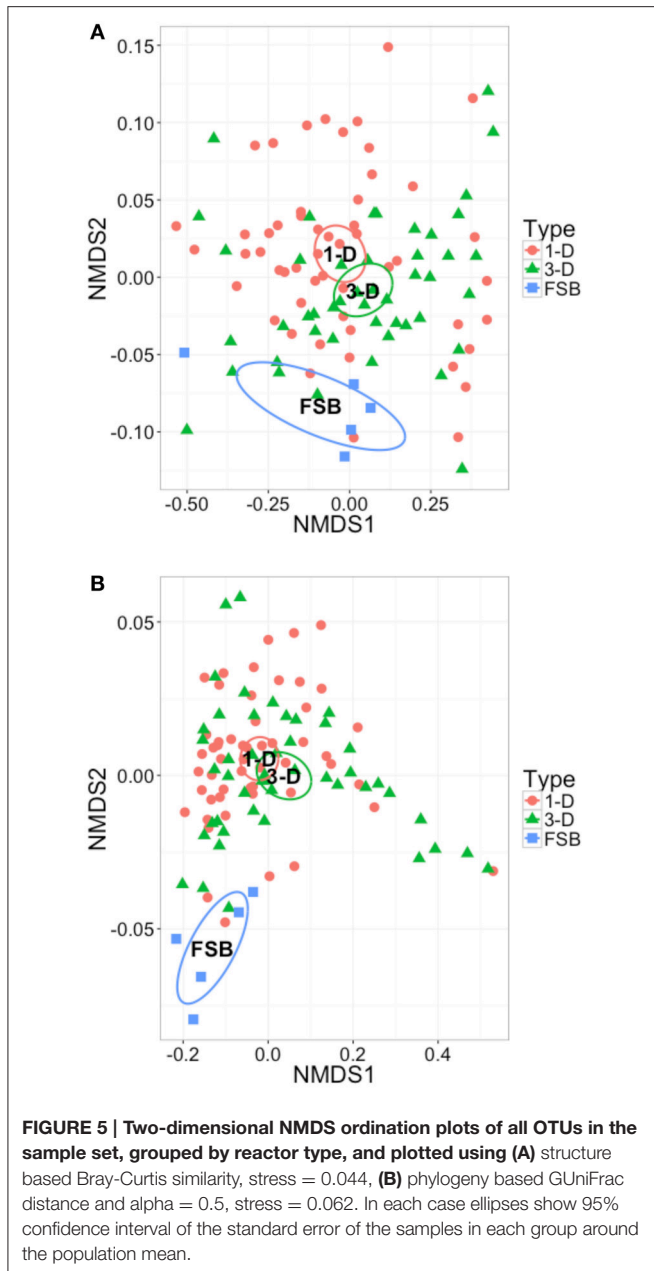 A
0.15
0.10
0.05
0.00
-0.05
-0.10
NMDS2
1-D
3-D
FSB
-0.50
-0.25
0.00
0.25
NMDS1
Type
1-D
3-D
FSB
B
0.05
0.00
-0.05
NMDS2
1-D
3-D
FSB
-0.2
0.0
0.2
0.4
NMDS1
Type
1-D
3-D
FSB
FIGURE 5 | Two-dimensional NMDS ordination plots of all OTUs in the
sample set, grouped by reactor type, and plotted using (A) structure
based Bray-Curtis similarity, stress = 0.044, (B) phylogeny based GUniFrac
distance and alpha = 0.5, stress = 0.062. In each case ellipses show 95%
confidence interval of the standard error of the samples in each group around
the population mean.